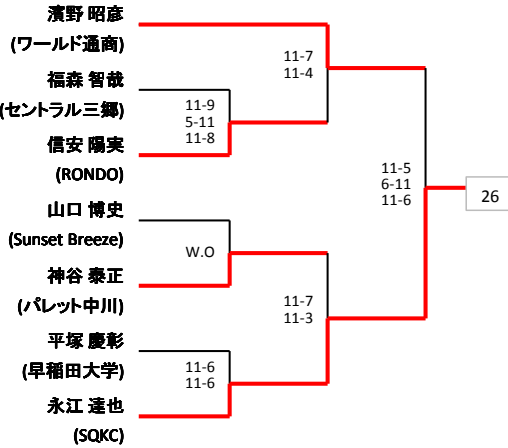 濱野 昭彦
(ワールド通商)
福森 智哉
(セントラル三郷)
信安 陽実
(RONDO)
山口 博史
(Sunset Breeze)
神谷 泰正
(パレット中川)
平塚 慶彰
(早稲田大学)
永江 達也
(SQKC)
11-9
5-11
11-8
W.O
11-6
11-6
11-7
11-4
11-7
11-3
11-5
6-11
11-6
26